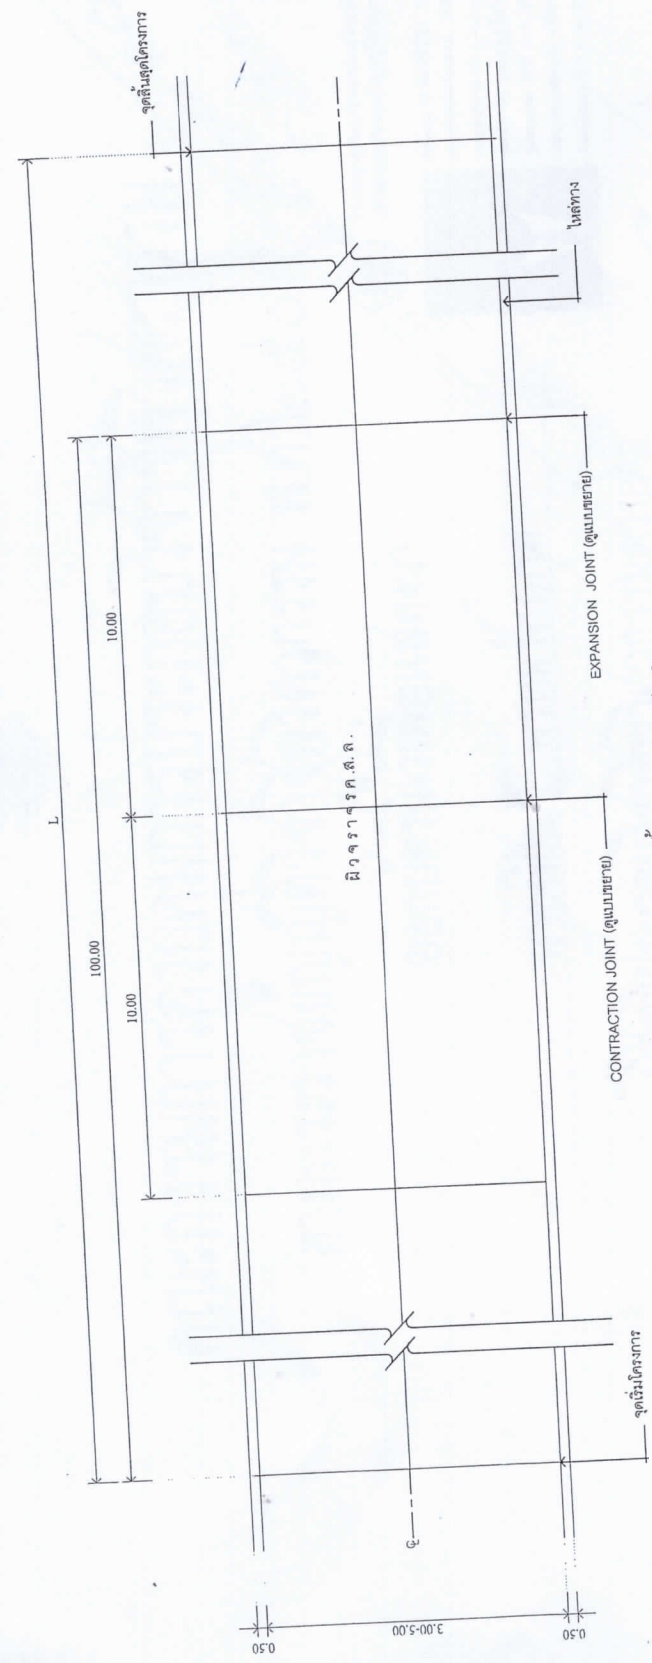 L
จุดสิ้นสุดโครงการ
100.00
10.00
10.00
ผิวจราจร ค.ส.ล.
ไหล่ทาง
0.50
3.00-5.00
0.50
จุดเริ่มโครงการ
CONTRACTION JOINT (ดูแบบขยาย)
EXPANSION JOINT (ดูแบบขยาย)